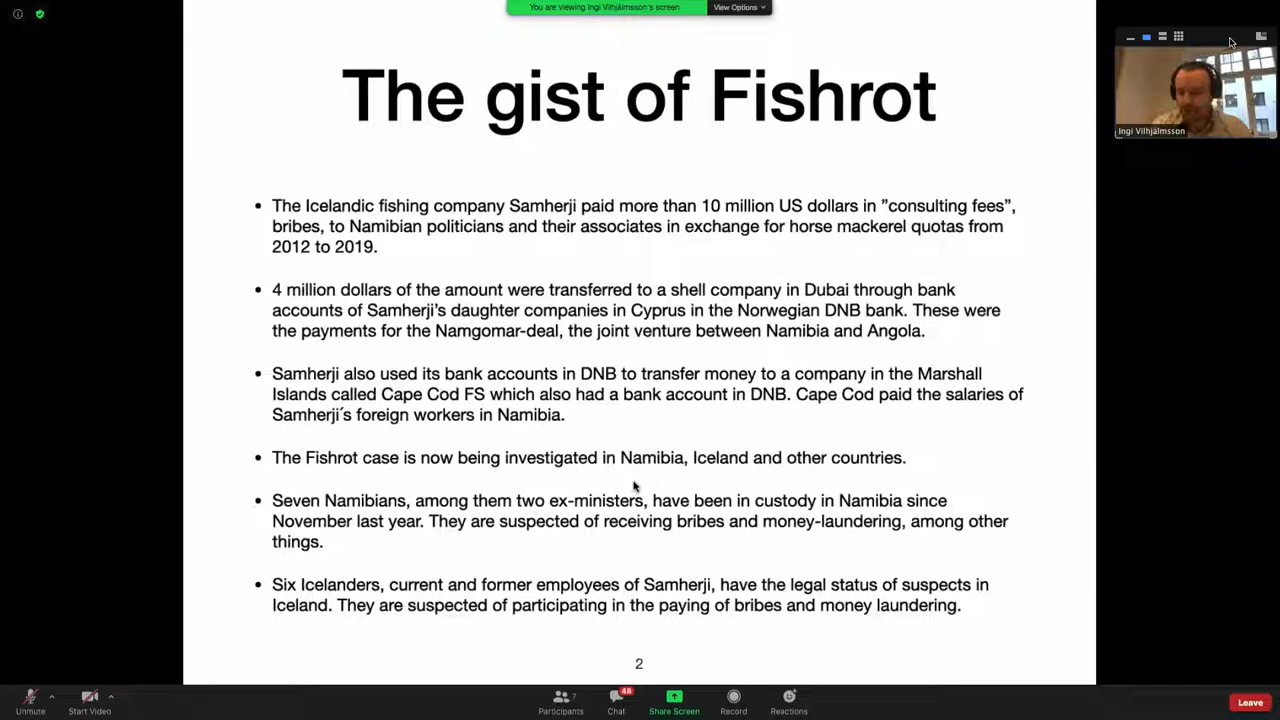 You are viewing Ingi Vilhjálmsson's screen
View Options
The gist of Fishrot
Ingi Vilhjálmsson
• The Icelandic fishing company Samherji paid more than 10 million US dollars in ”consulting fees”,
bribes, to Namibian politicians and their associates in exchange for horse mackerel quotas from
2012 to 2019.
• 4 million dollars of the amount were transferred to a shell company in Dubai through bank
accounts of Samherji’s daughter companies in Cyprus in the Norwegian DNB bank. These were
the payments for the Namgomar-deal, the joint venture between Namibia and Angola.
• Samherji also used its bank accounts in DNB to transfer money to a company in the Marshall
Islands called Cape Cod FS which also had a bank account in DNB. Cape Cod paid the salaries of
Samherji´s foreign workers in Namibia.
• The Fishrot case is now being investigated in Namibia, Iceland and other countries.
• Seven Namibians, among them two ex-ministers, have been in custody in Namibia since
November last year. They are suspected of receiving bribes and money-laundering, among other
things.
• Six Icelanders, current and former employees of Samherji, have the legal status of suspects in
Iceland. They are suspected of participating in the paying of bribes and money laundering.
2
Unmute
Start Video
Participants
7
Chat
48
Share Screen
Record
Reactions
Leave